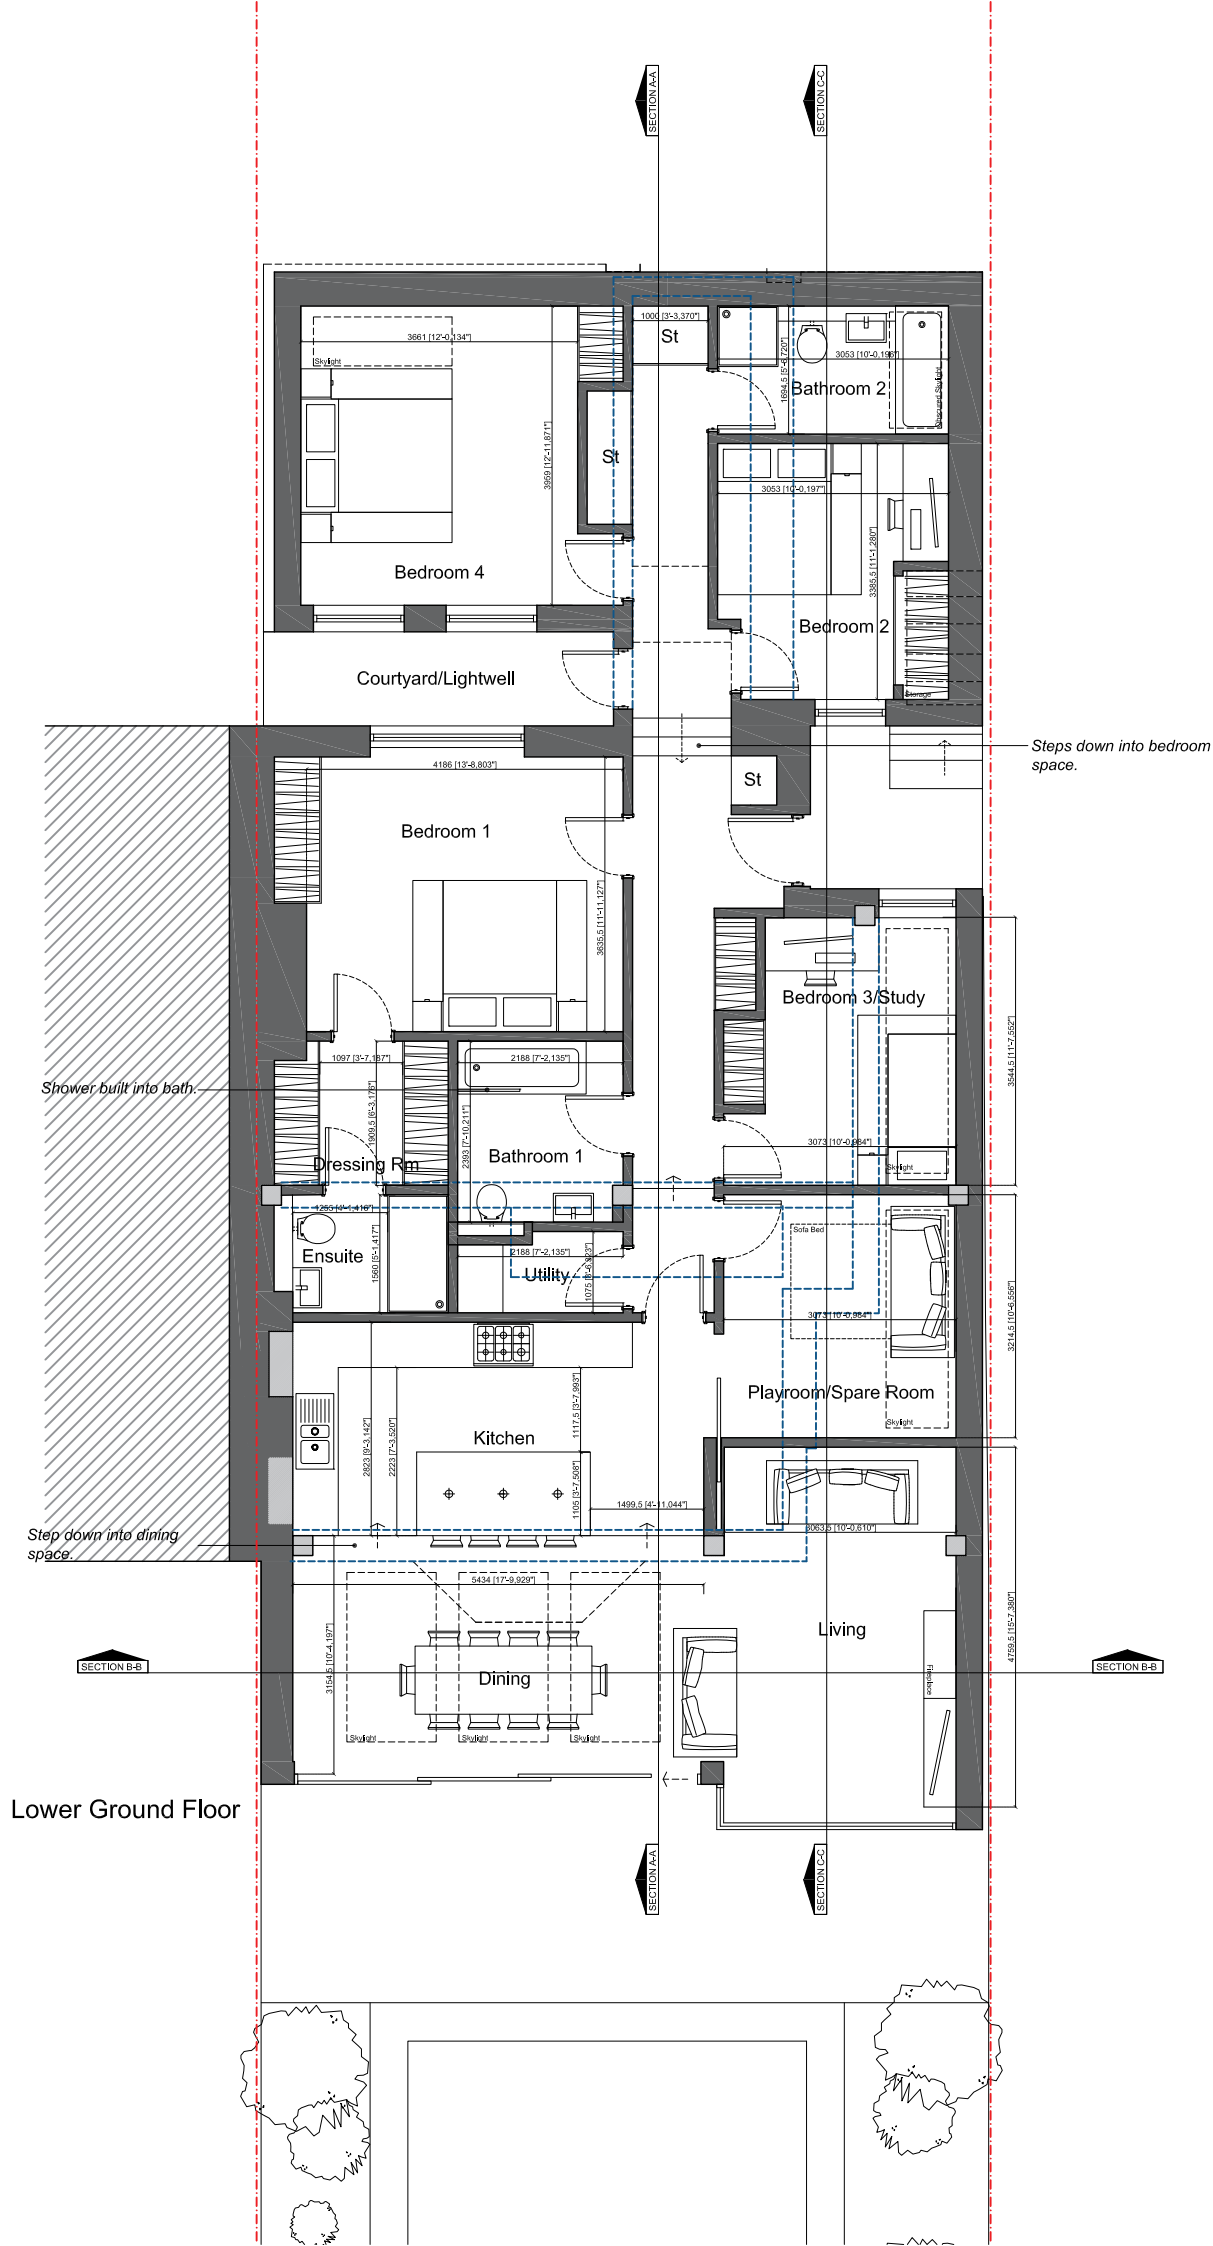 SECTION A-A
SECTION C-C
1000 [3'-3,370"]
St
3661 [12'-0,134"]
Skylight
3053 [10'-0,196"]
1694,5 [5'-6,720"]
Bathroom 2
Obscured Skylight
St
3959 [12'-11,871"]
3053 [10'-0,197"]
3385,5 [11'-1,280"]
Bedroom 4
Bedroom 2
Courtyard/Lightwell
Storage
Steps down into bedroom
space.
4186 [13'-8,803"]
St
Bedroom 1
3635,5 [11'-11,127"]
Bedroom 3/Study
3544,5 [11'-7,552"]
1097 [3'-7,187"]
2188 [7'-2,135"]
Shower built into bath.
1909,5 [6'-3,176"]
2393 [7'-10,211"]
Bathroom 1
3073 [10'-0,984"]
Dressing Rm
Skylight
1255 [4'-1,416"]
Sofa Bed
Ensuite
1560 [5'-1,417"]
2188 [7'-2,135"]
Utility
3073 [10'-0,984"]
3214,5 [10'-6,556"]
Playroom/Spare Room
Skylight
Kitchen
2823 [9'-3,142"]
2223 [7'-3,520"]
1117,5 [3'-7,993"]
1105 [3'-7,508"]
1499,5 [4'-11,044"]
Step down into dining
space.
3063,5 [10'-0,610"]
5434 [17'-9,929"]
Living
4759,5 [15'-7,380"]
3154,5 [10'-4,197"]
SECTION B-B
Dining
Fireplace
SECTION B-B
Skylight
Skylight
Skylight
Lower Ground Floor
SECTION A-A
SECTION C-C